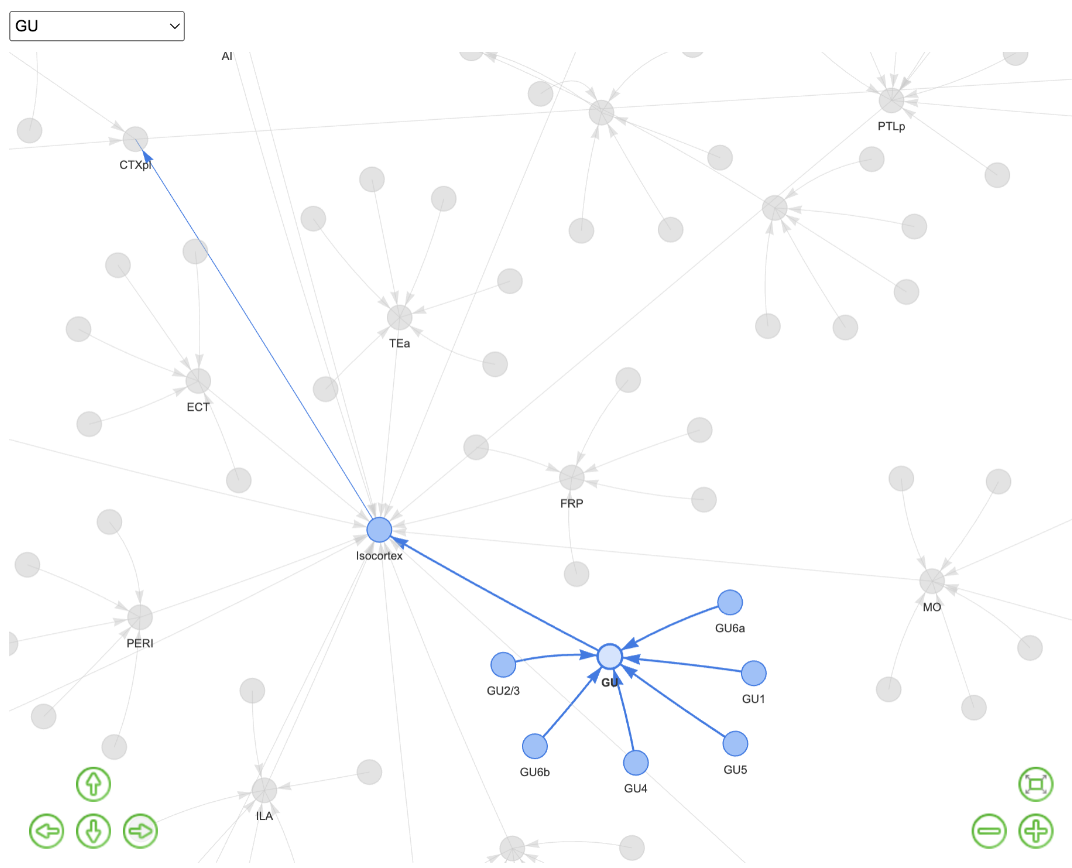 GU
AI
PTLp
CTXpl
TEa
ECT
FRP
Isocortex
MO
GU6a
PERI
GU
GU2/3
GU1
GU6b
GU5
GU4
ILA